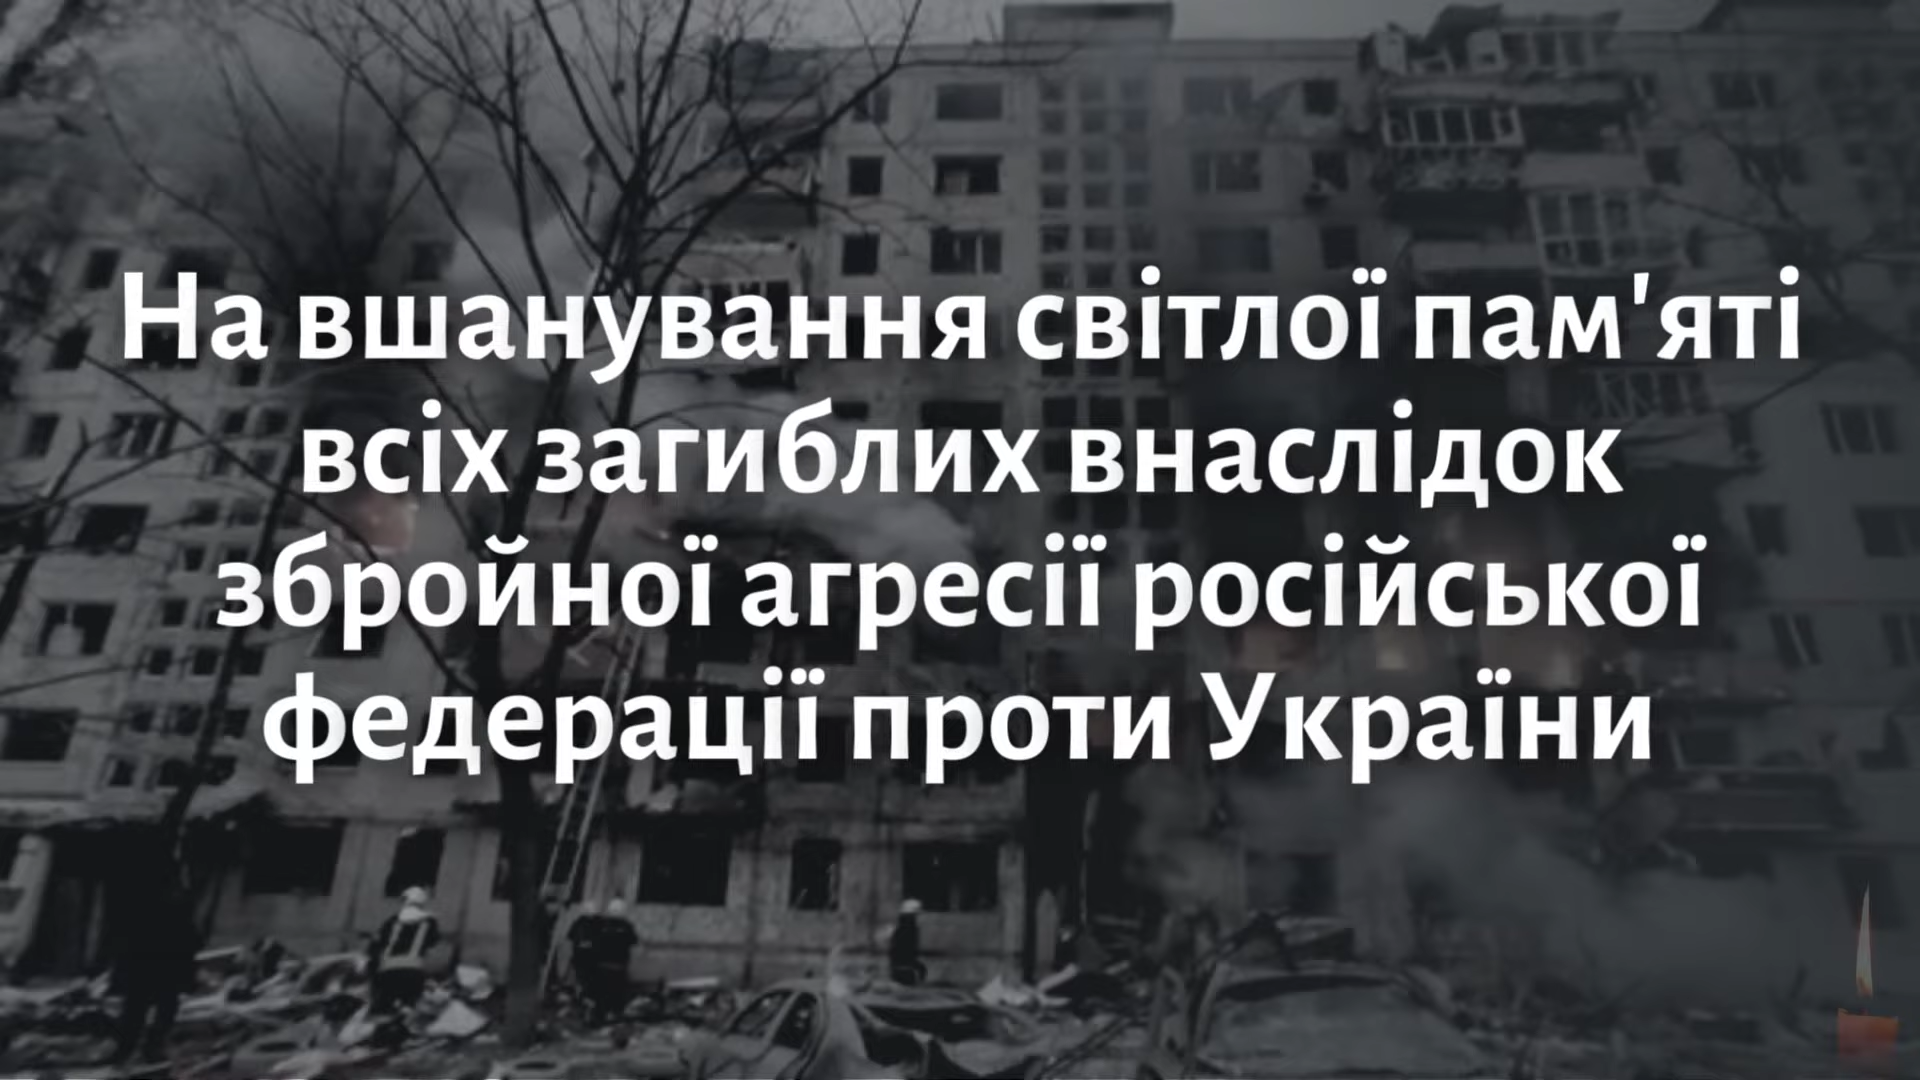 На вшанування світлої пам'яті
всіх загиблих внаслідок
збройної агресії російської
федерації проти України